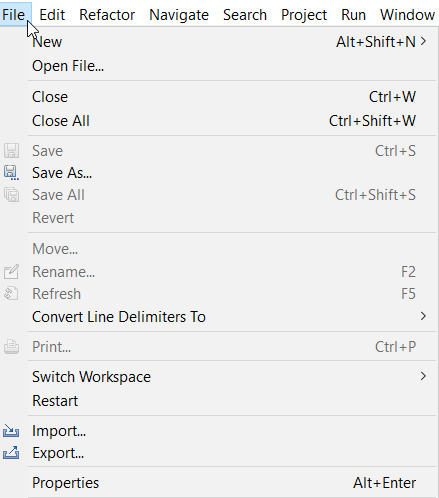 File Edit Refactor Navigate Search Project Run Window
New Alt+Shift+N >
Open File...
Close Ctrl+W
Close All Ctrl+Shift+W
Save Ctrl+S
Save As...
Save All Ctrl+Shift+S
Revert
Move...
Rename... F2
Refresh F5
Convert Line Delimiters To >
Print... Ctrl+P
Switch Workspace >
Restart
Import...
Export...
Properties Alt+Enter